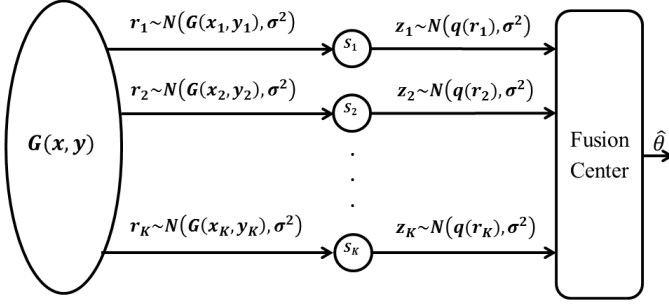 r₁~N(G(x₁,y₁),σ²)
s₁
z₁~N(q(r₁),σ²)
r₂~N(G(x₂,y₂),σ²)
s₂
z₂~N(q(r₂),σ²)
G(x,y)
Fusion
Center
θ̂
.
.
.
r_K~N(G(x_K,y_K),σ²)
s_K
z_K~N(q(r_K),σ²)